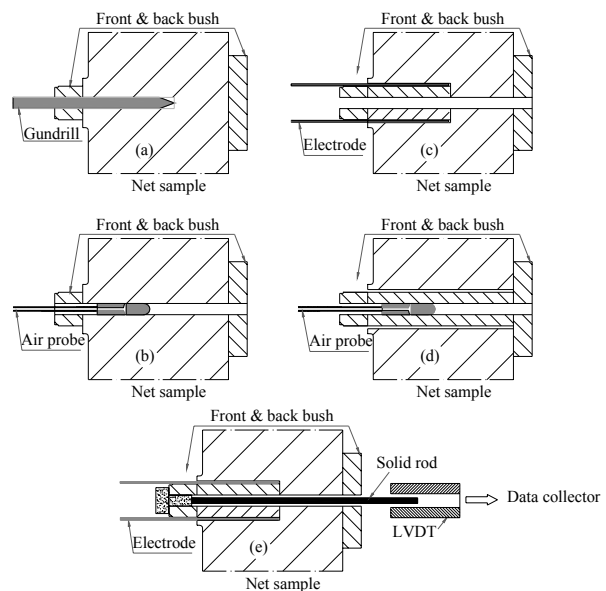 Front & back bush
Gundrill
(a)
Net sample
Front & back bush
Electrode
(c)
Net sample
Front & back bush
Air probe
(b)
Net sample
Front & back bush
Air probe
(d)
Net sample
Front & back bush
Solid rod
Data collector
LVDT
Electrode
(e)
Net sample